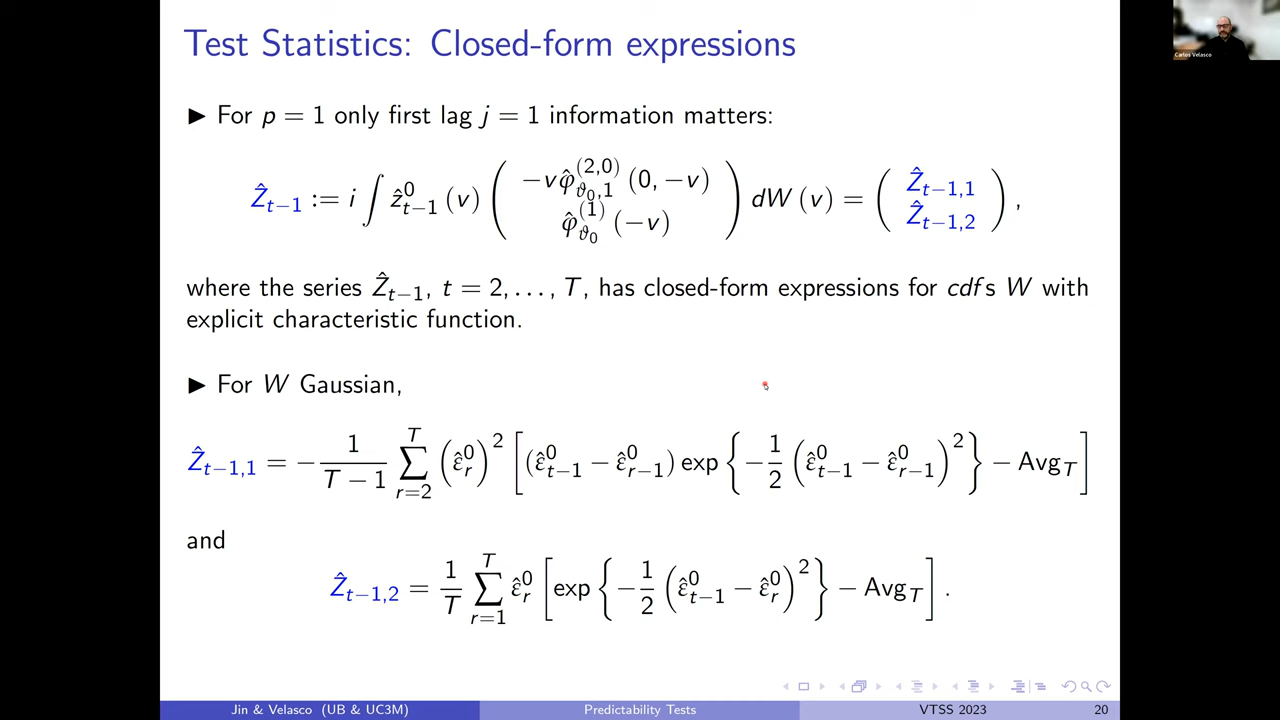 Test Statistics: Closed-form expressions
Carlos Velasco
▶ For p = 1 only first lag j = 1 information matters:
Ẑ_{t−1} := i ∫ ẑ^0_{t−1} (v) ( −vφ̂^{(2,0)}_{ϑ_0,1} (0, −v) ; φ̂^{(1)}_{ϑ_0} (−v) ) dW (v) = ( Ẑ_{t−1,1} ; Ẑ_{t−1,2} ) ,
where the series Ẑ_{t−1}, t = 2, . . . , T, has closed-form expressions for cdfs W with
explicit characteristic function.
▶ For W Gaussian,
Ẑ_{t−1,1} = − 1/(T − 1) ∑_{r=2}^{T} (ε̂^0_r)^2 [ (ε̂^0_{t−1} − ε̂^0_{r−1}) exp { − 1/2 (ε̂^0_{t−1} − ε̂^0_{r−1})^2 } − Avg_T ]
and
Ẑ_{t−1,2} = 1/T ∑_{r=1}^{T} ε̂^0_r [ exp { − 1/2 (ε̂^0_{t−1} − ε̂^0_r)^2 } − Avg_T ] .
Jin & Velasco (UB & UC3M) Predictability Tests VTSS 2023 20